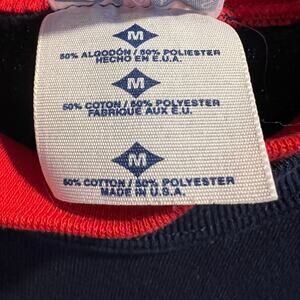 M
50% ALGODÓN / 50% POLIESTER
HECHO EN E.U.A.
M
50% COTON / 50% POLYESTER
FABRIQUE AUX E.U.
M
50% COTTON / 50% POLYESTER
MADE IN U.S.A.